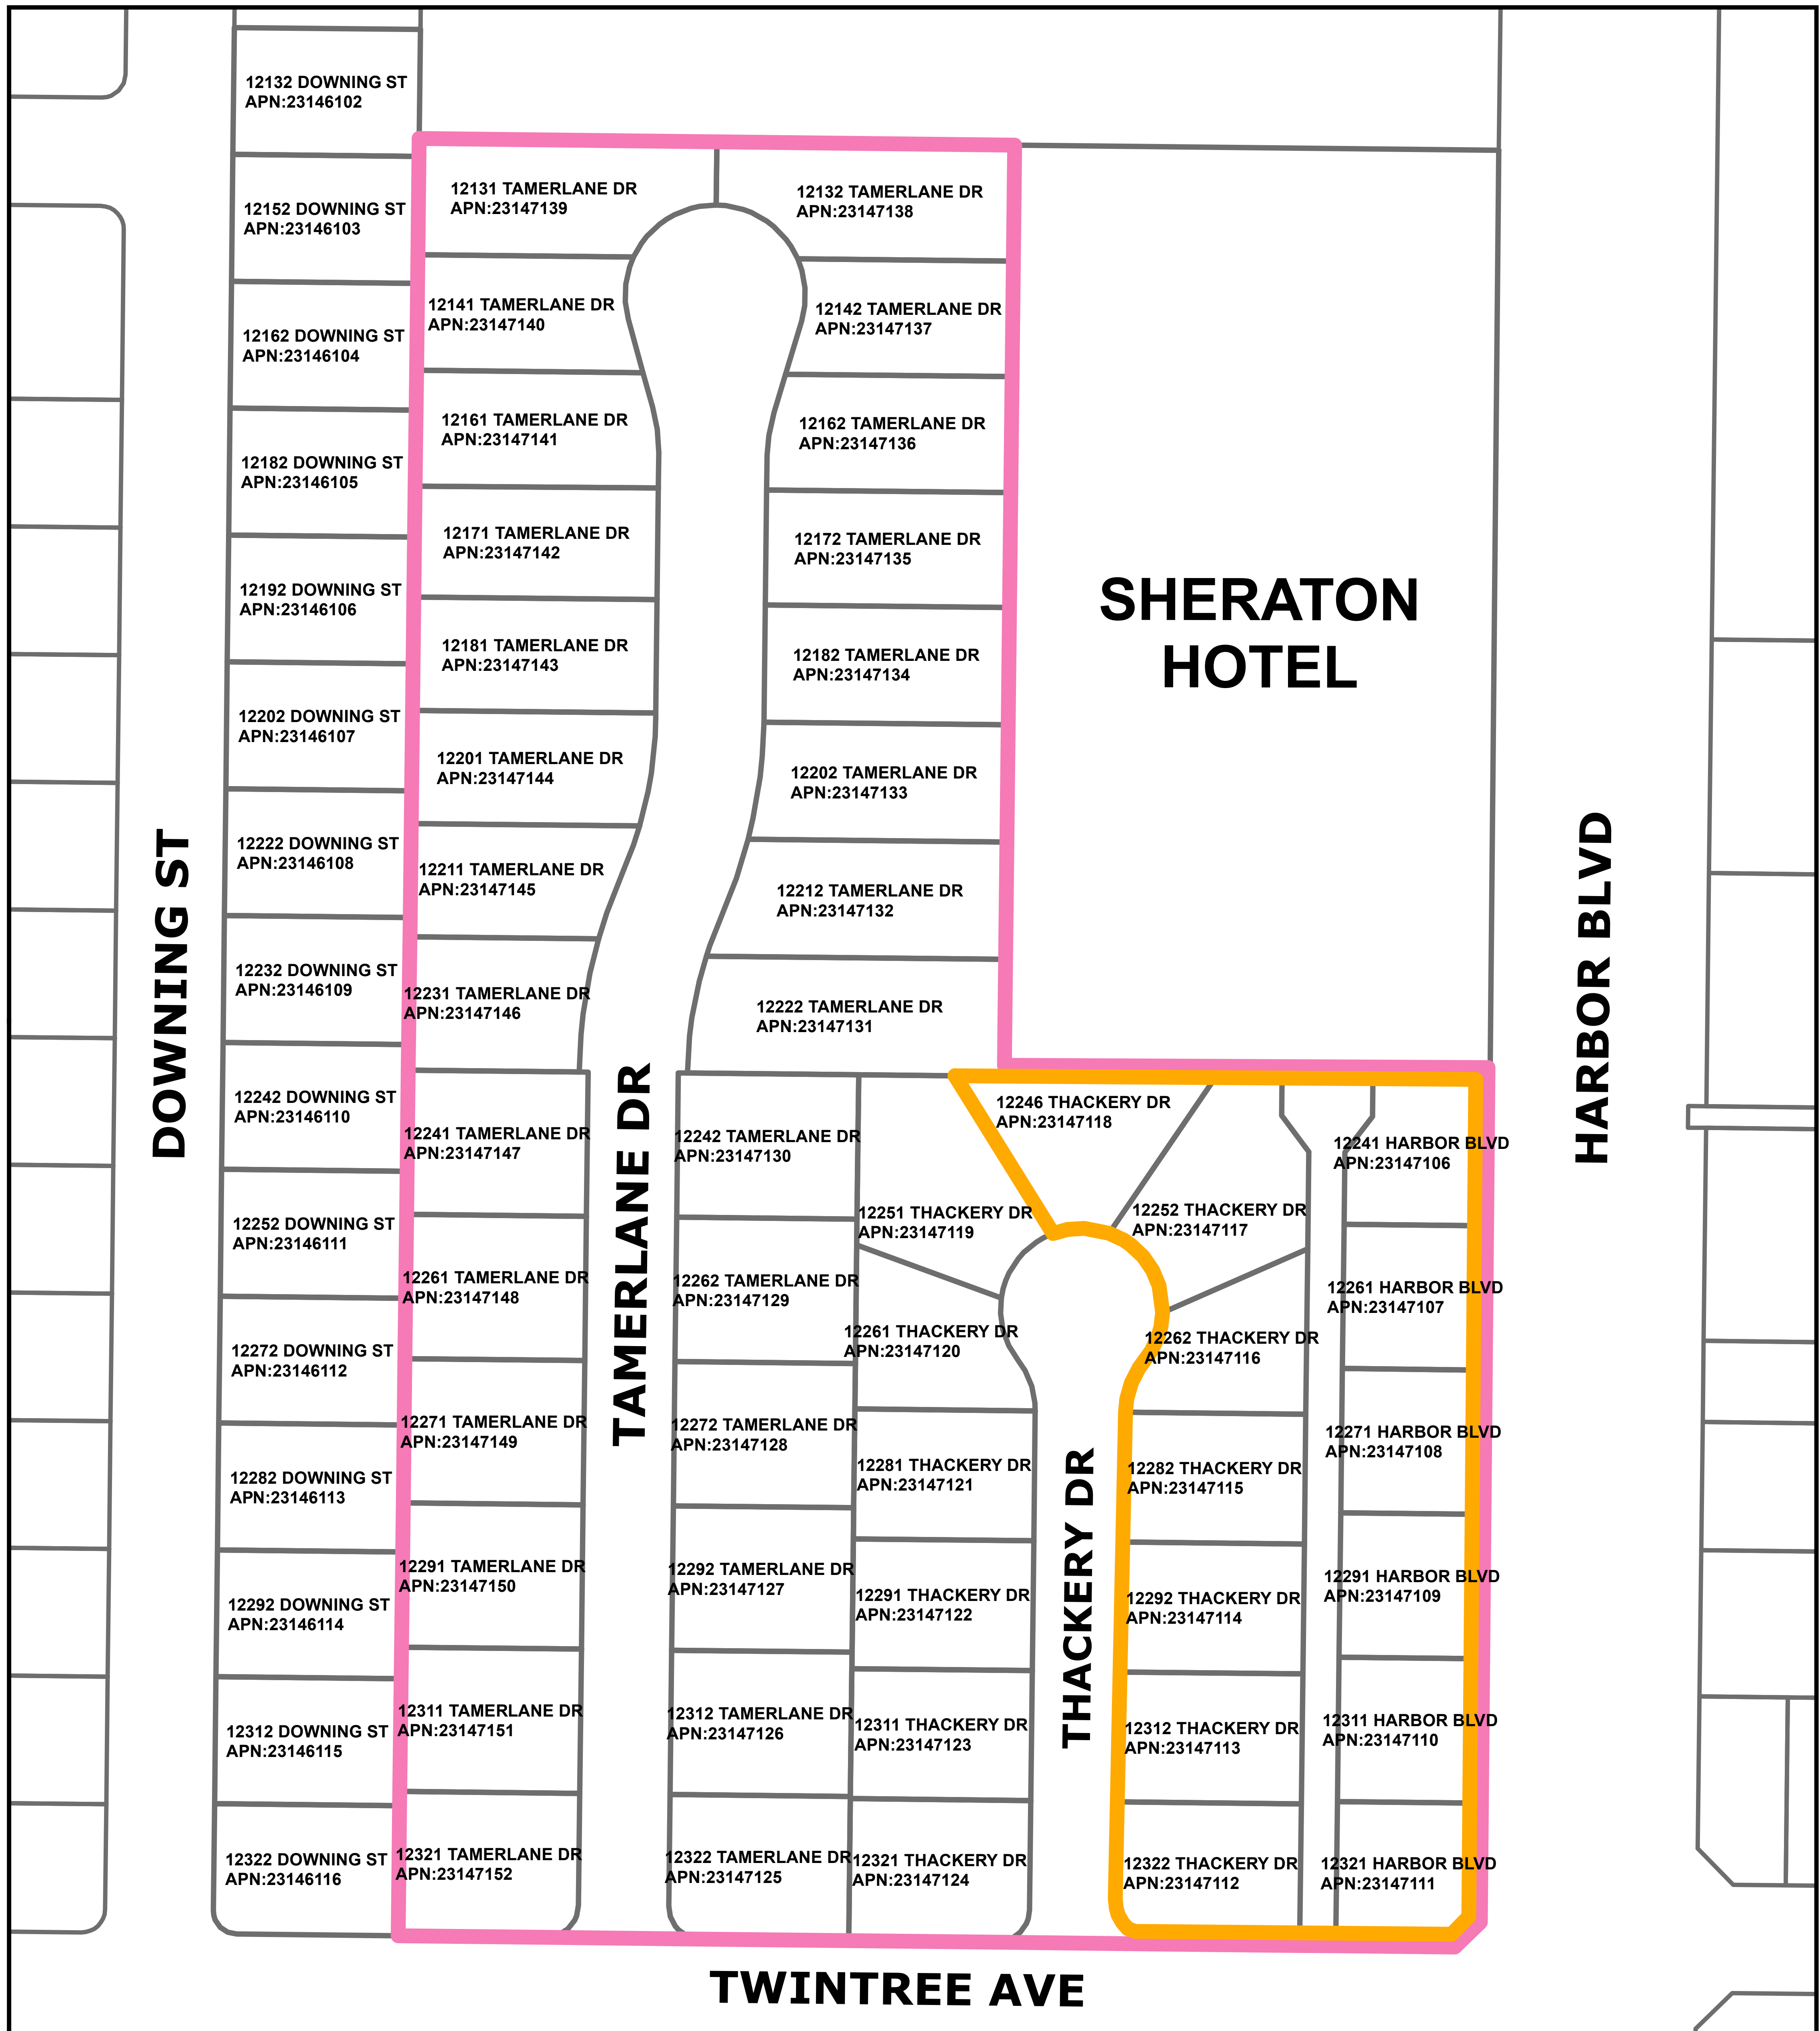 12132 DOWNING ST
APN:23146102
12152 DOWNING ST
APN:23146103
12162 DOWNING ST
APN:23146104
12182 DOWNING ST
APN:23146105
12192 DOWNING ST
APN:23146106
12202 DOWNING ST
APN:23146107
12222 DOWNING ST
APN:23146108
12232 DOWNING ST
APN:23146109
12242 DOWNING ST
APN:23146110
12252 DOWNING ST
APN:23146111
12272 DOWNING ST
APN:23146112
12282 DOWNING ST
APN:23146113
12292 DOWNING ST
APN:23146114
12312 DOWNING ST
APN:23146115
12322 DOWNING ST
APN:23146116
DOWNING ST
12131 TAMERLANE DR
APN:23147139
12141 TAMERLANE DR
APN:23147140
12161 TAMERLANE DR
APN:23147141
12171 TAMERLANE DR
APN:23147142
12181 TAMERLANE DR
APN:23147143
12201 TAMERLANE DR
APN:23147144
12211 TAMERLANE DR
APN:23147145
12231 TAMERLANE DR
APN:23147146
12241 TAMERLANE DR
APN:23147147
12261 TAMERLANE DR
APN:23147148
12271 TAMERLANE DR
APN:23147149
12291 TAMERLANE DR
APN:23147150
12311 TAMERLANE DR
APN:23147151
12321 TAMERLANE DR
APN:23147152
TAMERLANE DR
12132 TAMERLANE DR
APN:23147138
12142 TAMERLANE DR
APN:23147137
12162 TAMERLANE DR
APN:23147136
12172 TAMERLANE DR
APN:23147135
12182 TAMERLANE DR
APN:23147134
12202 TAMERLANE DR
APN:23147133
12212 TAMERLANE DR
APN:23147132
12222 TAMERLANE DR
APN:23147131
12242 TAMERLANE DR
APN:23147130
12262 TAMERLANE DR
APN:23147129
12272 TAMERLANE DR
APN:23147128
12292 TAMERLANE DR
APN:23147127
12312 TAMERLANE DR
APN:23147126
12322 TAMERLANE DR
APN:23147125
12251 THACKERY DR
APN:23147119
12261 THACKERY DR
APN:23147120
12281 THACKERY DR
APN:23147121
12291 THACKERY DR
APN:23147122
12311 THACKERY DR
APN:23147123
12321 THACKERY DR
APN:23147124
THACKERY DR
12246 THACKERY DR
APN:23147118
12252 THACKERY DR
APN:23147117
12262 THACKERY DR
APN:23147116
12282 THACKERY DR
APN:23147115
12292 THACKERY DR
APN:23147114
12312 THACKERY DR
APN:23147113
12322 THACKERY DR
APN:23147112
SHERATON
HOTEL
12241 HARBOR BLVD
APN:23147106
12261 HARBOR BLVD
APN:23147107
12271 HARBOR BLVD
APN:23147108
12291 HARBOR BLVD
APN:23147109
12311 HARBOR BLVD
APN:23147110
12321 HARBOR BLVD
APN:23147111
HARBOR BLVD
TWINTREE AVE